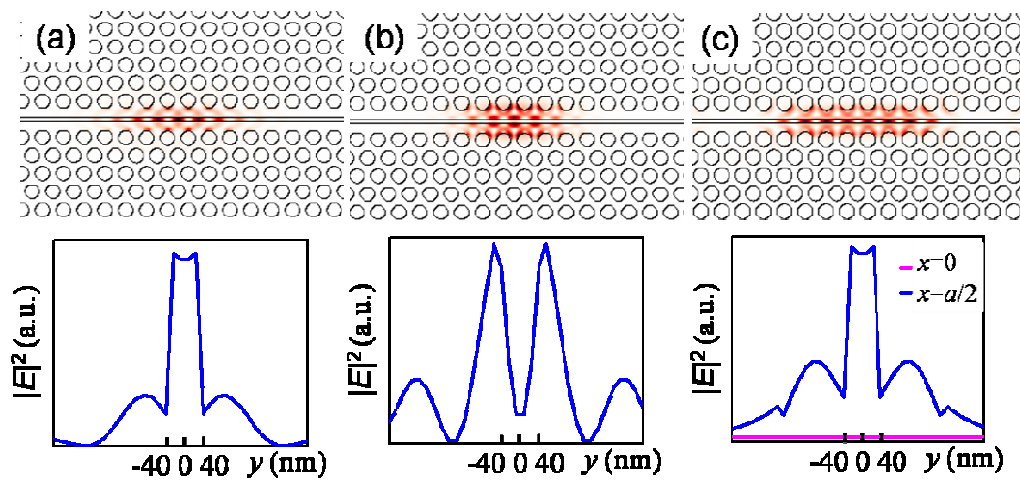 (a) (b) (c)
|E|² (a.u.) |E|² (a.u.) |E|² (a.u.)
x=0
x=a/2
-40 0 40 y (nm) -40 0 40 y (nm) -40 0 40 y (nm)